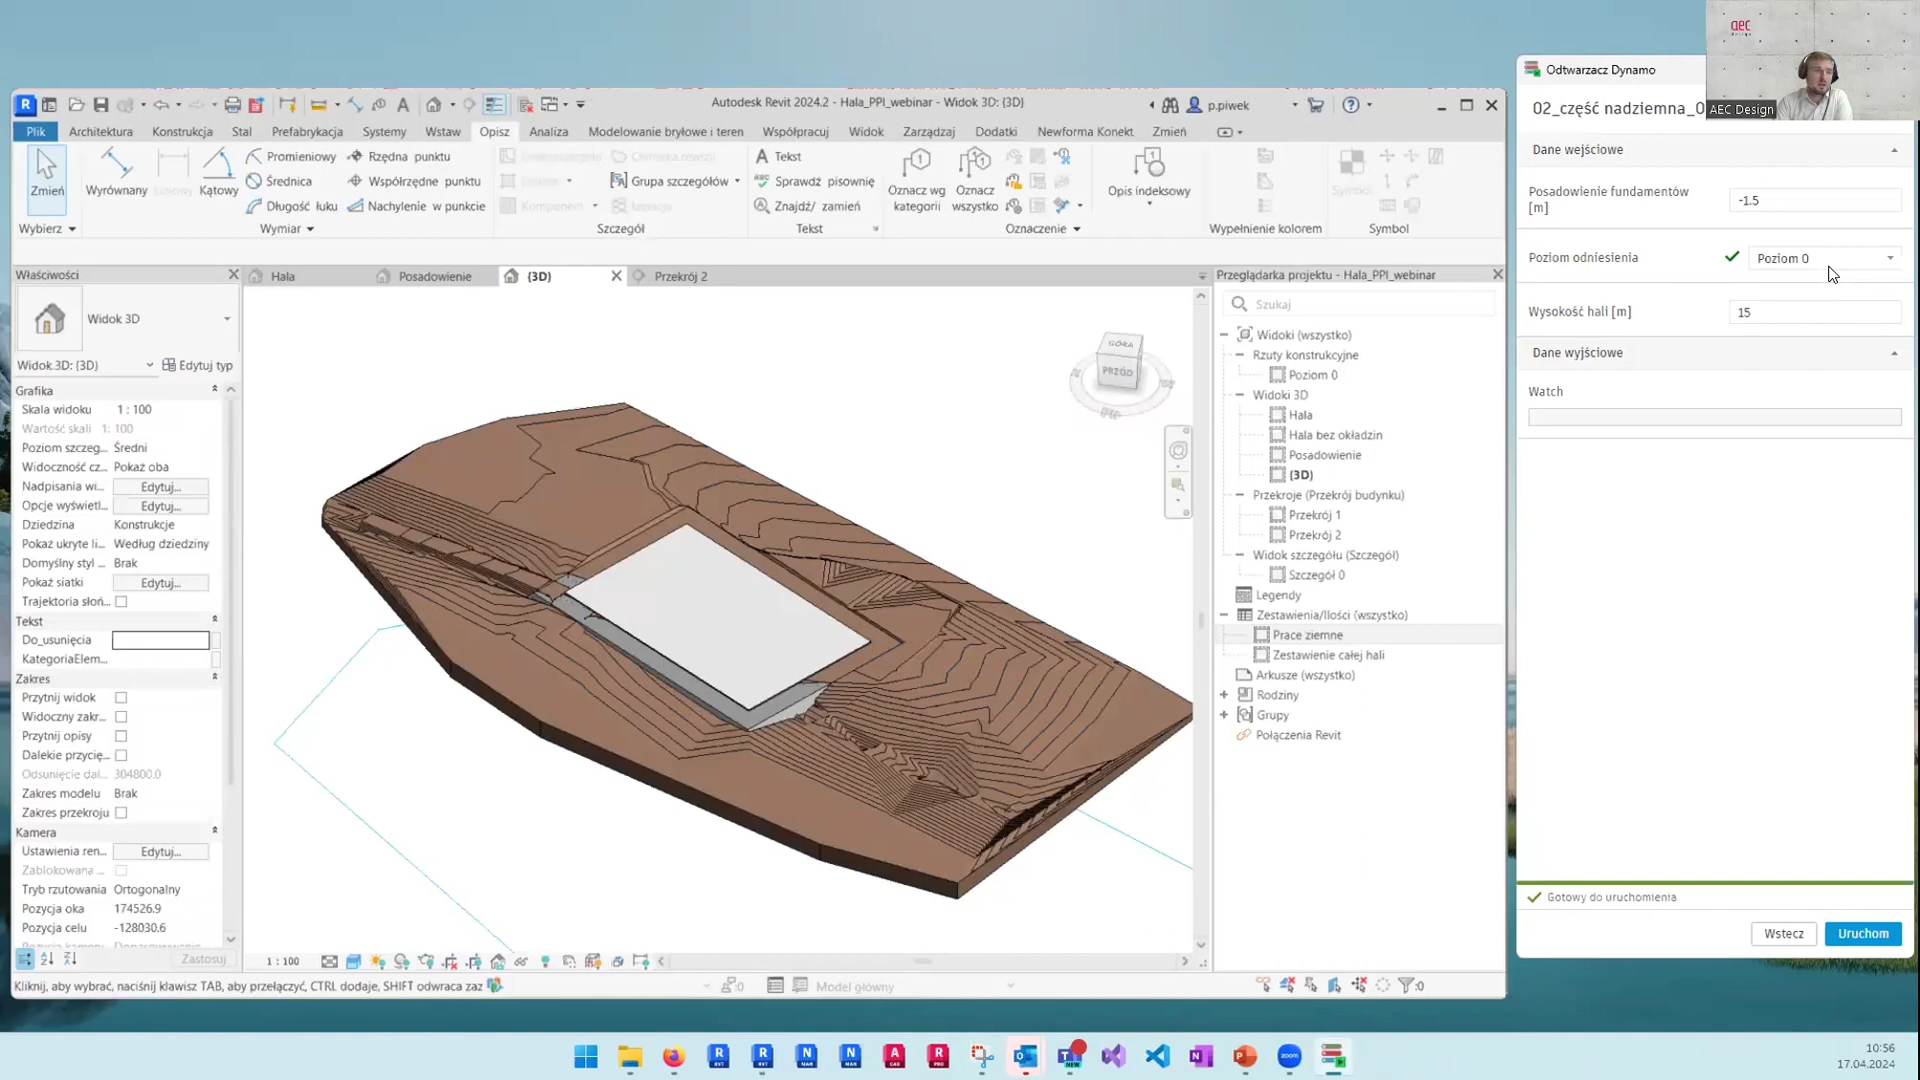 aec
design
AEC Design
Odtwarzacz Dynamo
02_część nadziemna_0
Dane wejściowe
Posadowienie fundamentów
[m]
-1.5
Poziom odniesienia
Poziom 0
Wysokość hali [m]
15
Dane wyjściowe
Watch
Gotowy do uruchomienia
Wstecz
Uruchom
Autodesk Revit 2024.2 - Hala_PPI_webinar - Widok 3D: {3D}
p.piwek
Plik
Architektura
Konstrukcja
Stal
Prefabrykacja
Systemy
Wstaw
Opisz
Analiza
Modelowanie bryłowe i teren
Współpracuj
Widok
Zarządzaj
Dodatki
Newforma Konekt
Zmień
Zmień
Wyrównany
Liniowy
Kątowy
Promieniowy
Średnica
Długość łuku
Rzędna punktu
Współrzędne punktu
Nachylenie w punkcie
Komponent
Grupa szczegółów
Izolacja
Tekst
Sprawdź pisownię
Znajdź/ zamień
Oznacz wg
kategorii
Oznacz
wszystko
Opis indeksowy
Symbol
Wybierz
Wymiar
Szczegół
Tekst
Oznaczenie
Wypełnienie kolorem
Symbol
Właściwości
Hala
Posadowienie
{3D}
Przekrój 2
Przeglądarka projektu - Hala_PPI_webinar
Widok 3D
Widok 3D: {3D}
Edytuj typ
Grafika
Skala widoku 1 : 100
Wartość skali 1: 100
Poziom szczeg... Średni
Widoczność cz... Pokaż oba
Nadpisania wi... Edytuj...
Opcje wyświetl... Edytuj...
Dziedzina Konstrukcje
Pokaż ukryte li... Według dziedziny
Domyślny styl ... Brak
Pokaż siatki Edytuj...
Trajektoria słoń...
Tekst
Do_usunięcia
KategoriaElem...
Zakres
Przytnij widok
Widoczny zakr...
Przytnij opisy
Dalekie przycię...
Odsunięcie dal... 304800.0
Zakres modelu Brak
Zakres przekroju
Kamera
Ustawienia ren... Edytuj...
Zablokowana ...
Tryb rzutowania Ortogonalny
Pozycja oka 174526.9
Pozycja celu -128030.6
Zastosuj
GÓRA
PRZÓD
Szukaj
Widoki (wszystko)
Rzuty konstrukcyjne
Poziom 0
Widoki 3D
Hala
Hala bez okładzin
Posadowienie
{3D}
Przekroje (Przekrój budynku)
Przekrój 1
Przekrój 2
Widok szczegółu (Szczegół)
Szczegół 0
Legendy
Zestawienia/Ilości (wszystko)
Prace ziemne
Zestawienie całej hali
Arkusze (wszystko)
Rodziny
Grupy
Połączenia Revit
1 : 100
Kliknij, aby wybrać, naciśnij klawisz TAB, aby przełączyć, CTRL dodaje, SHIFT odwraca zaz
:0
Model główny
:0
10:56
17.04.2024